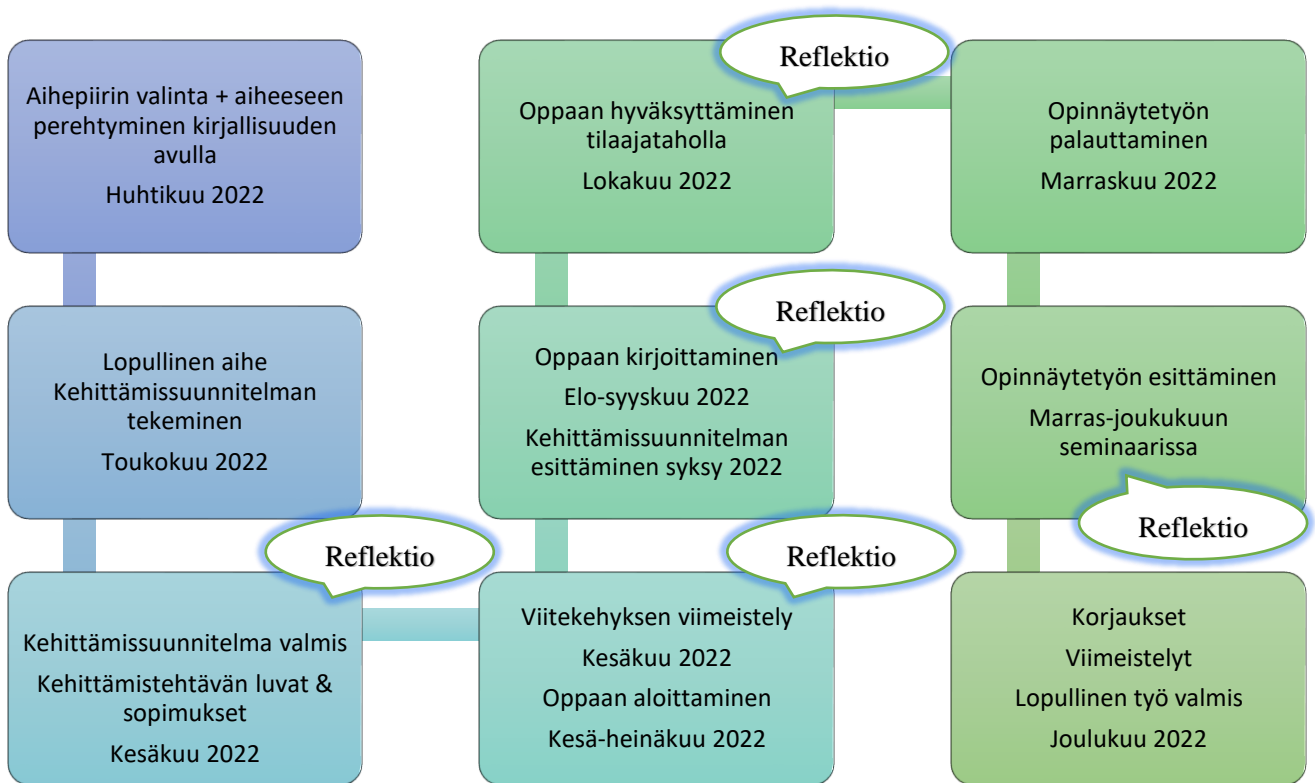 Aihepiirin valinta + aiheeseen
perehtyminen kirjallisuuden
avulla
Huhtikuu 2022
Lopullinen aihe
Kehittämissuunnitelman
tekeminen
Toukokuu 2022
Reflektio
Kehittämissuunnitelma valmis
Kehittämistehtävän luvat &
sopimukset
Kesäkuu 2022
Reflektio
Viitekehyksen viimeistely
Kesäkuu 2022
Oppaan aloittaminen
Kesä-heinäkuu 2022
Reflektio
Oppaan kirjoittaminen
Elo-syyskuu 2022
Kehittämissuunnitelman
esittäminen syksy 2022
Reflektio
Oppaan hyväksyttäminen
tilaajataholla
Lokakuu 2022
Opinnäytetyön
palauttaminen
Marraskuu 2022
Opinnäytetyön esittäminen
Marras-joukukuun
seminaarissa
Reflektio
Korjaukset
Viimeistelyt
Lopullinen työ valmis
Joulukuu 2022